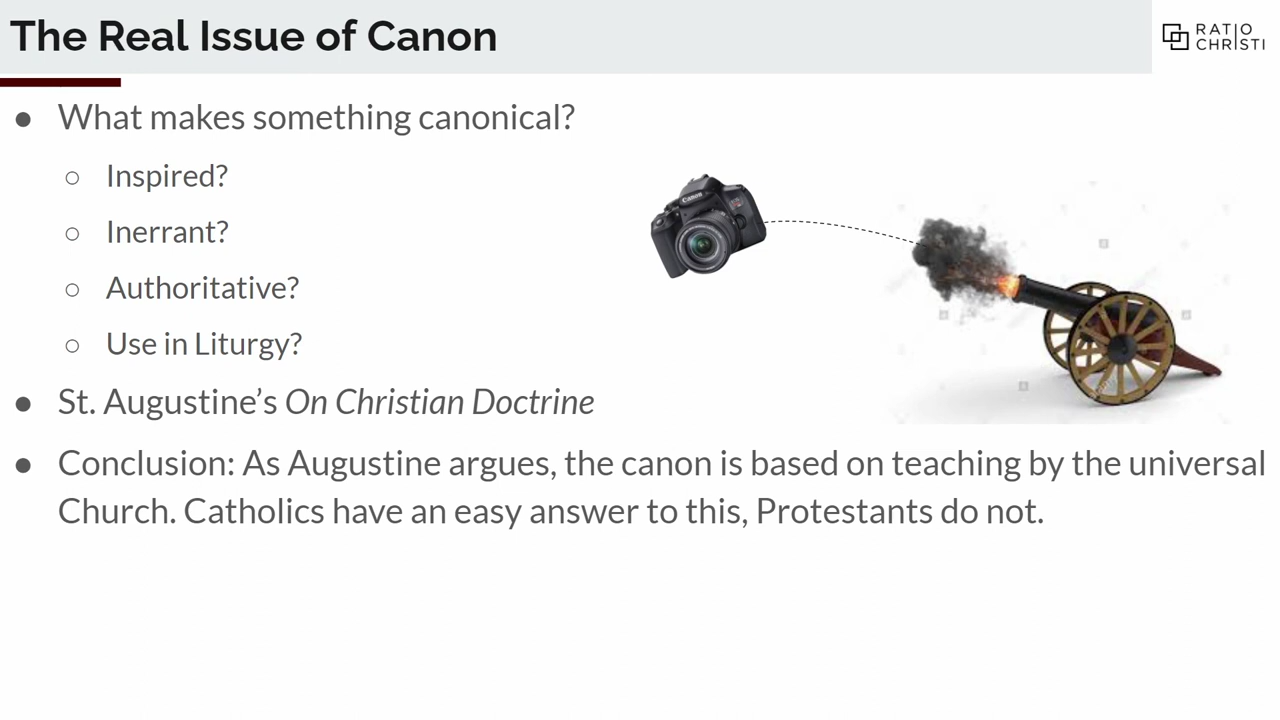 The Real Issue of Canon
RATIO
CHRISTI
● What makes something canonical?
○ Inspired?
○ Inerrant?
○ Authoritative?
○ Use in Liturgy?
Canon
● St. Augustine’s On Christian Doctrine
● Conclusion: As Augustine argues, the canon is based on teaching by the universal
Church. Catholics have an easy answer to this, Protestants do not.